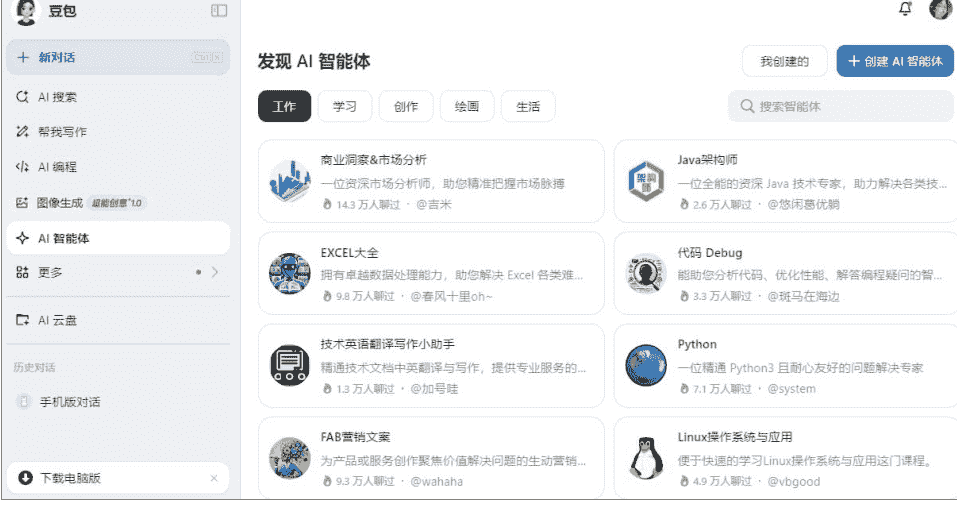 豆包
新对话 Ctrl K
AI 搜索
帮我写作
AI 编程
图像生成 超能创意1.0
AI 智能体
更多
AI 云盘
历史对话
手机版对话
下载电脑版
发现 AI 智能体
我创建的
创建 AI 智能体
工作 学习 创作 绘画 生活
搜索智能体
商业洞察&市场分析
一位资深市场分析师，助您精准把握市场脉搏
14.3 万人聊过 · @吉米
Java架构师
一位全能的资深 Java 技术专家，助力解决各类技...
2.6 万人聊过 · @悠闲葛优躺
架构师
EXCEL大全
拥有卓越数据处理能力，助您解决 Excel 各类难...
9.8 万人聊过 · @春风十里oh~
代码 Debug
能助您分析代码、优化性能、解答编程疑问的智...
3.3 万人聊过 · @斑马在海边
技术英语翻译写作小助手
精通技术文档中英翻译与写作，提供专业服务的...
1.3 万人聊过 · @加号哇
Python
一位精通 Python3 且耐心友好的问题解决专家
7.1 万人聊过 · @system
FAB营销文案
为产品或服务创作聚焦价值解决问题的生动营销...
9.3 万人聊过 · @wahaha
Linux操作系统与应用
便于快速的学习Linux操作系统与应用这门课程。
4.9 万人聊过 · @vbgood